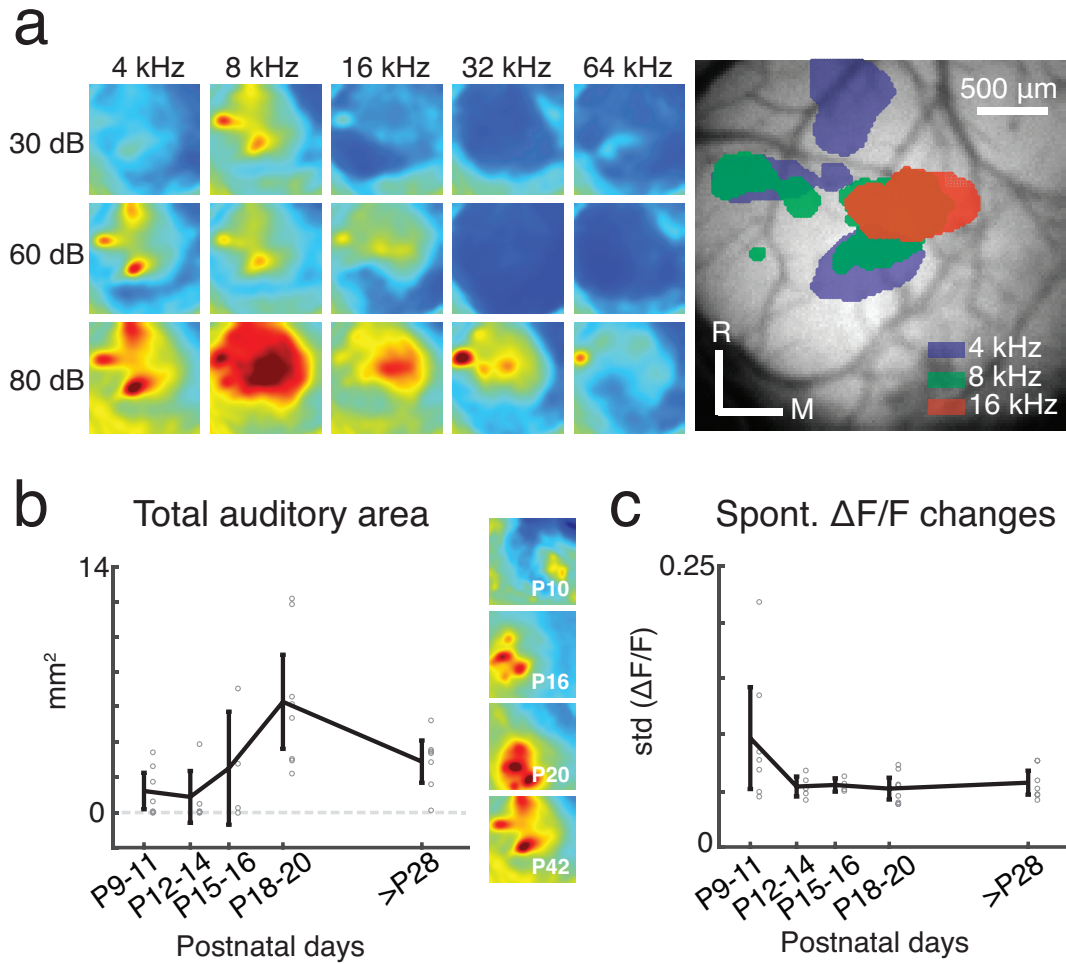 a
4 kHz 8 kHz 16 kHz 32 kHz 64 kHz
30 dB
60 dB
80 dB
500 µm
R
M
4 kHz
8 kHz
16 kHz
b
Total auditory area
14
mm²
0
P9-11
P12-14
P15-16
P18-20
>P28
Postnatal days
P10
P16
P20
P42
c
Spont. ΔF/F changes
0.25
std (ΔF/F)
0
P9-11
P12-14
P15-16
P18-20
>P28
Postnatal days